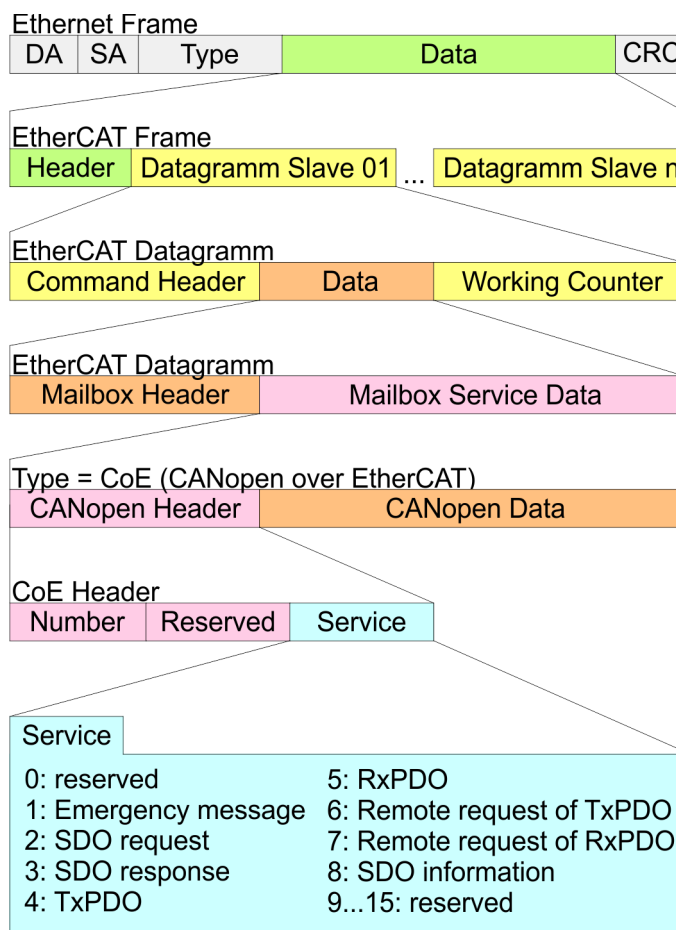 Ethernet Frame
DA SA Type Data CRC
EtherCAT Frame
Header Datagramm Slave 01 ... Datagramm Slave n
EtherCAT Datagramm
Command Header Data Working Counter
EtherCAT Datagramm
Mailbox Header Mailbox Service Data
Type = CoE (CANopen over EtherCAT)
CANopen Header CANopen Data
CoE Header
Number Reserved Service
Service
0: reserved
1: Emergency message
2: SDO request
3: SDO response
4: TxPDO
5: RxPDO
6: Remote request of TxPDO
7: Remote request of RxPDO
8: SDO information
9...15: reserved